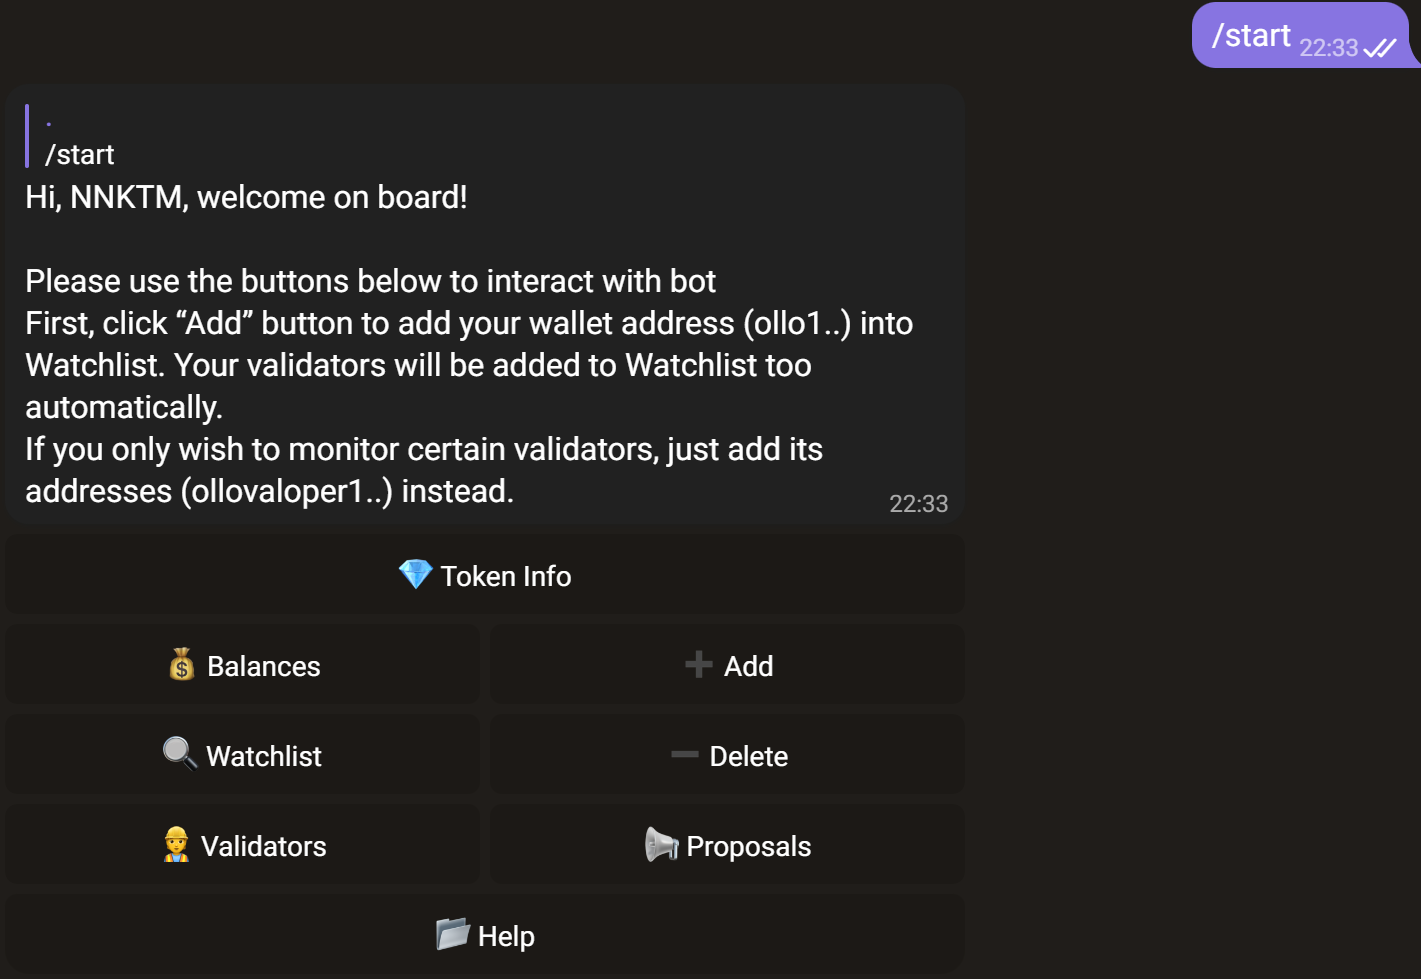 /start 22:33
.
/start
Hi, NNKTM, welcome on board!
Please use the buttons below to interact with bot
First, click “Add” button to add your wallet address (ollo1..) into
Watchlist. Your validators will be added to Watchlist too
automatically.
If you only wish to monitor certain validators, just add its
addresses (ollovaloper1..) instead.
22:33
💎 Token Info
💰 Balances
➕ Add
🔍 Watchlist
➖ Delete
👷 Validators
📢 Proposals
📂 Help